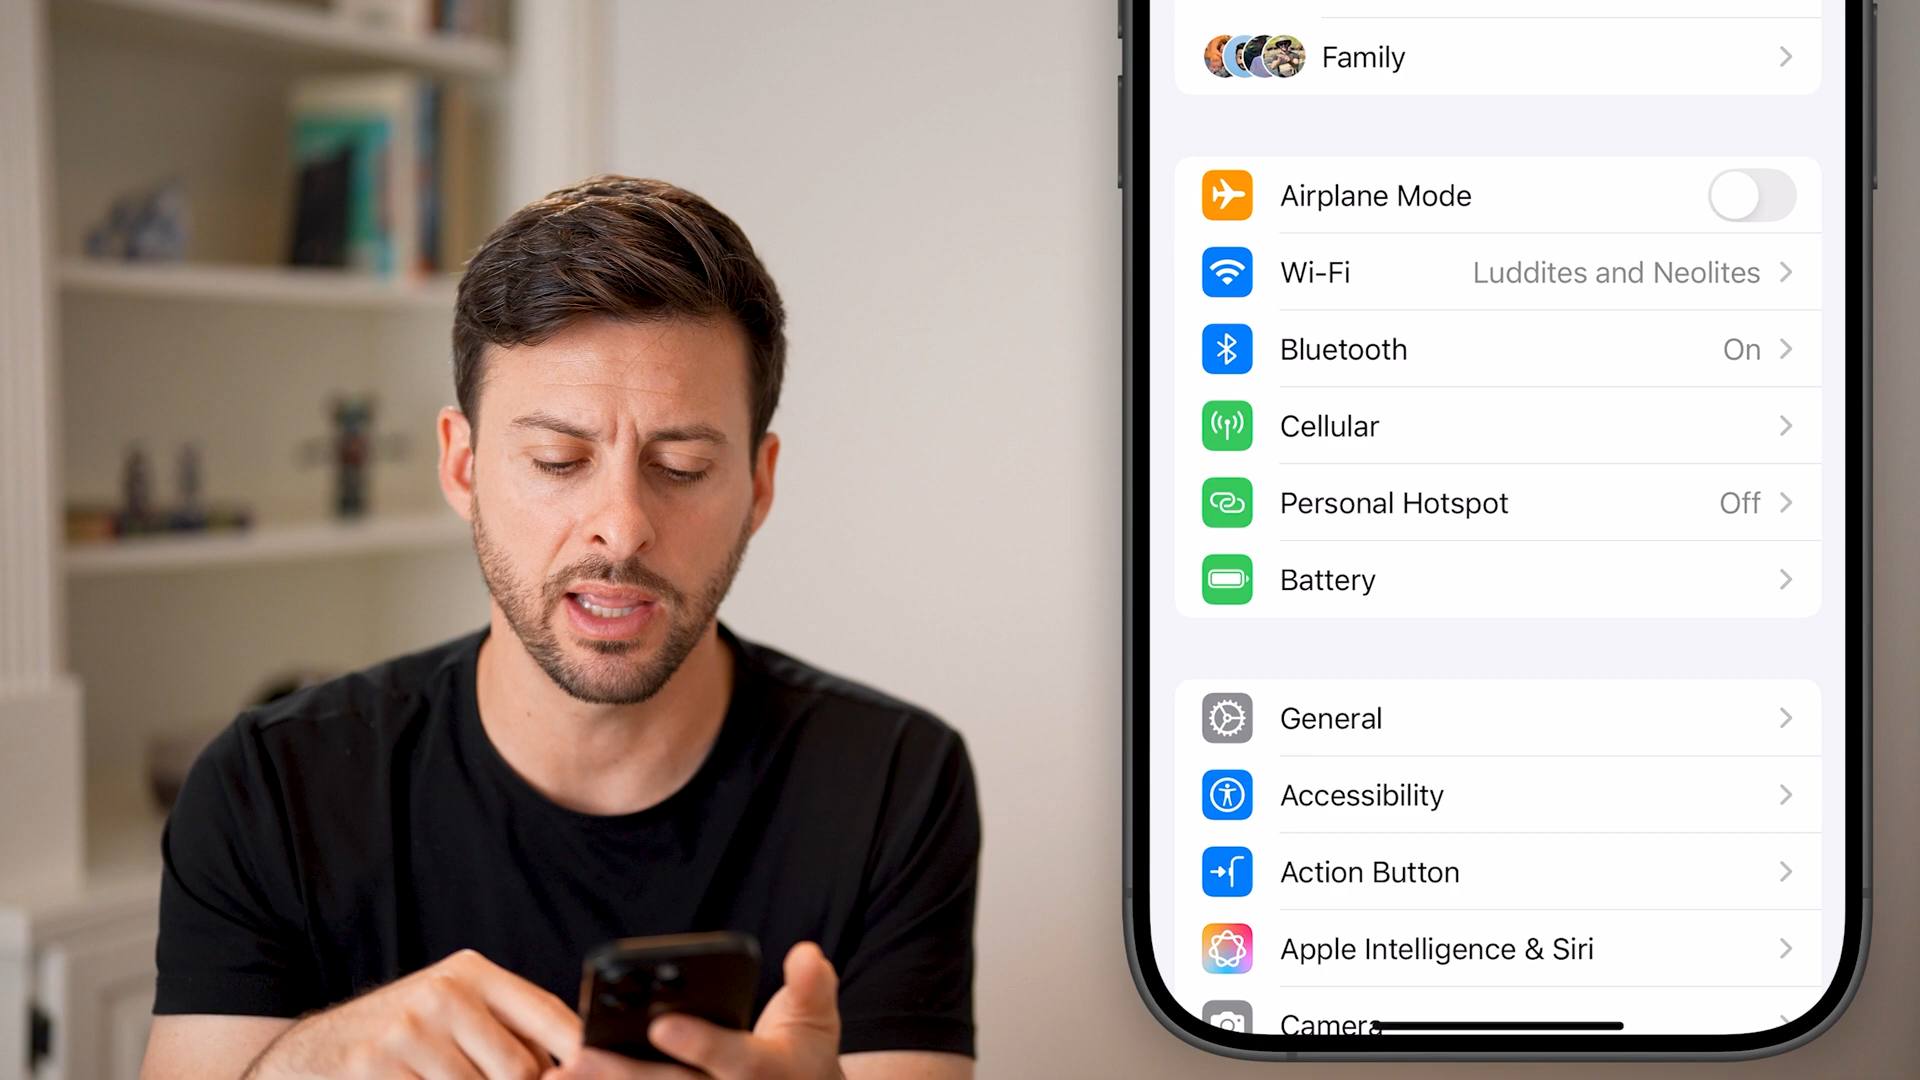 Family
Airplane Mode
Wi-Fi Luddites and Neolites
Bluetooth On
Cellular
Personal Hotspot Off
Battery
General
Accessibility
Action Button
Apple Intelligence & Siri
Camera